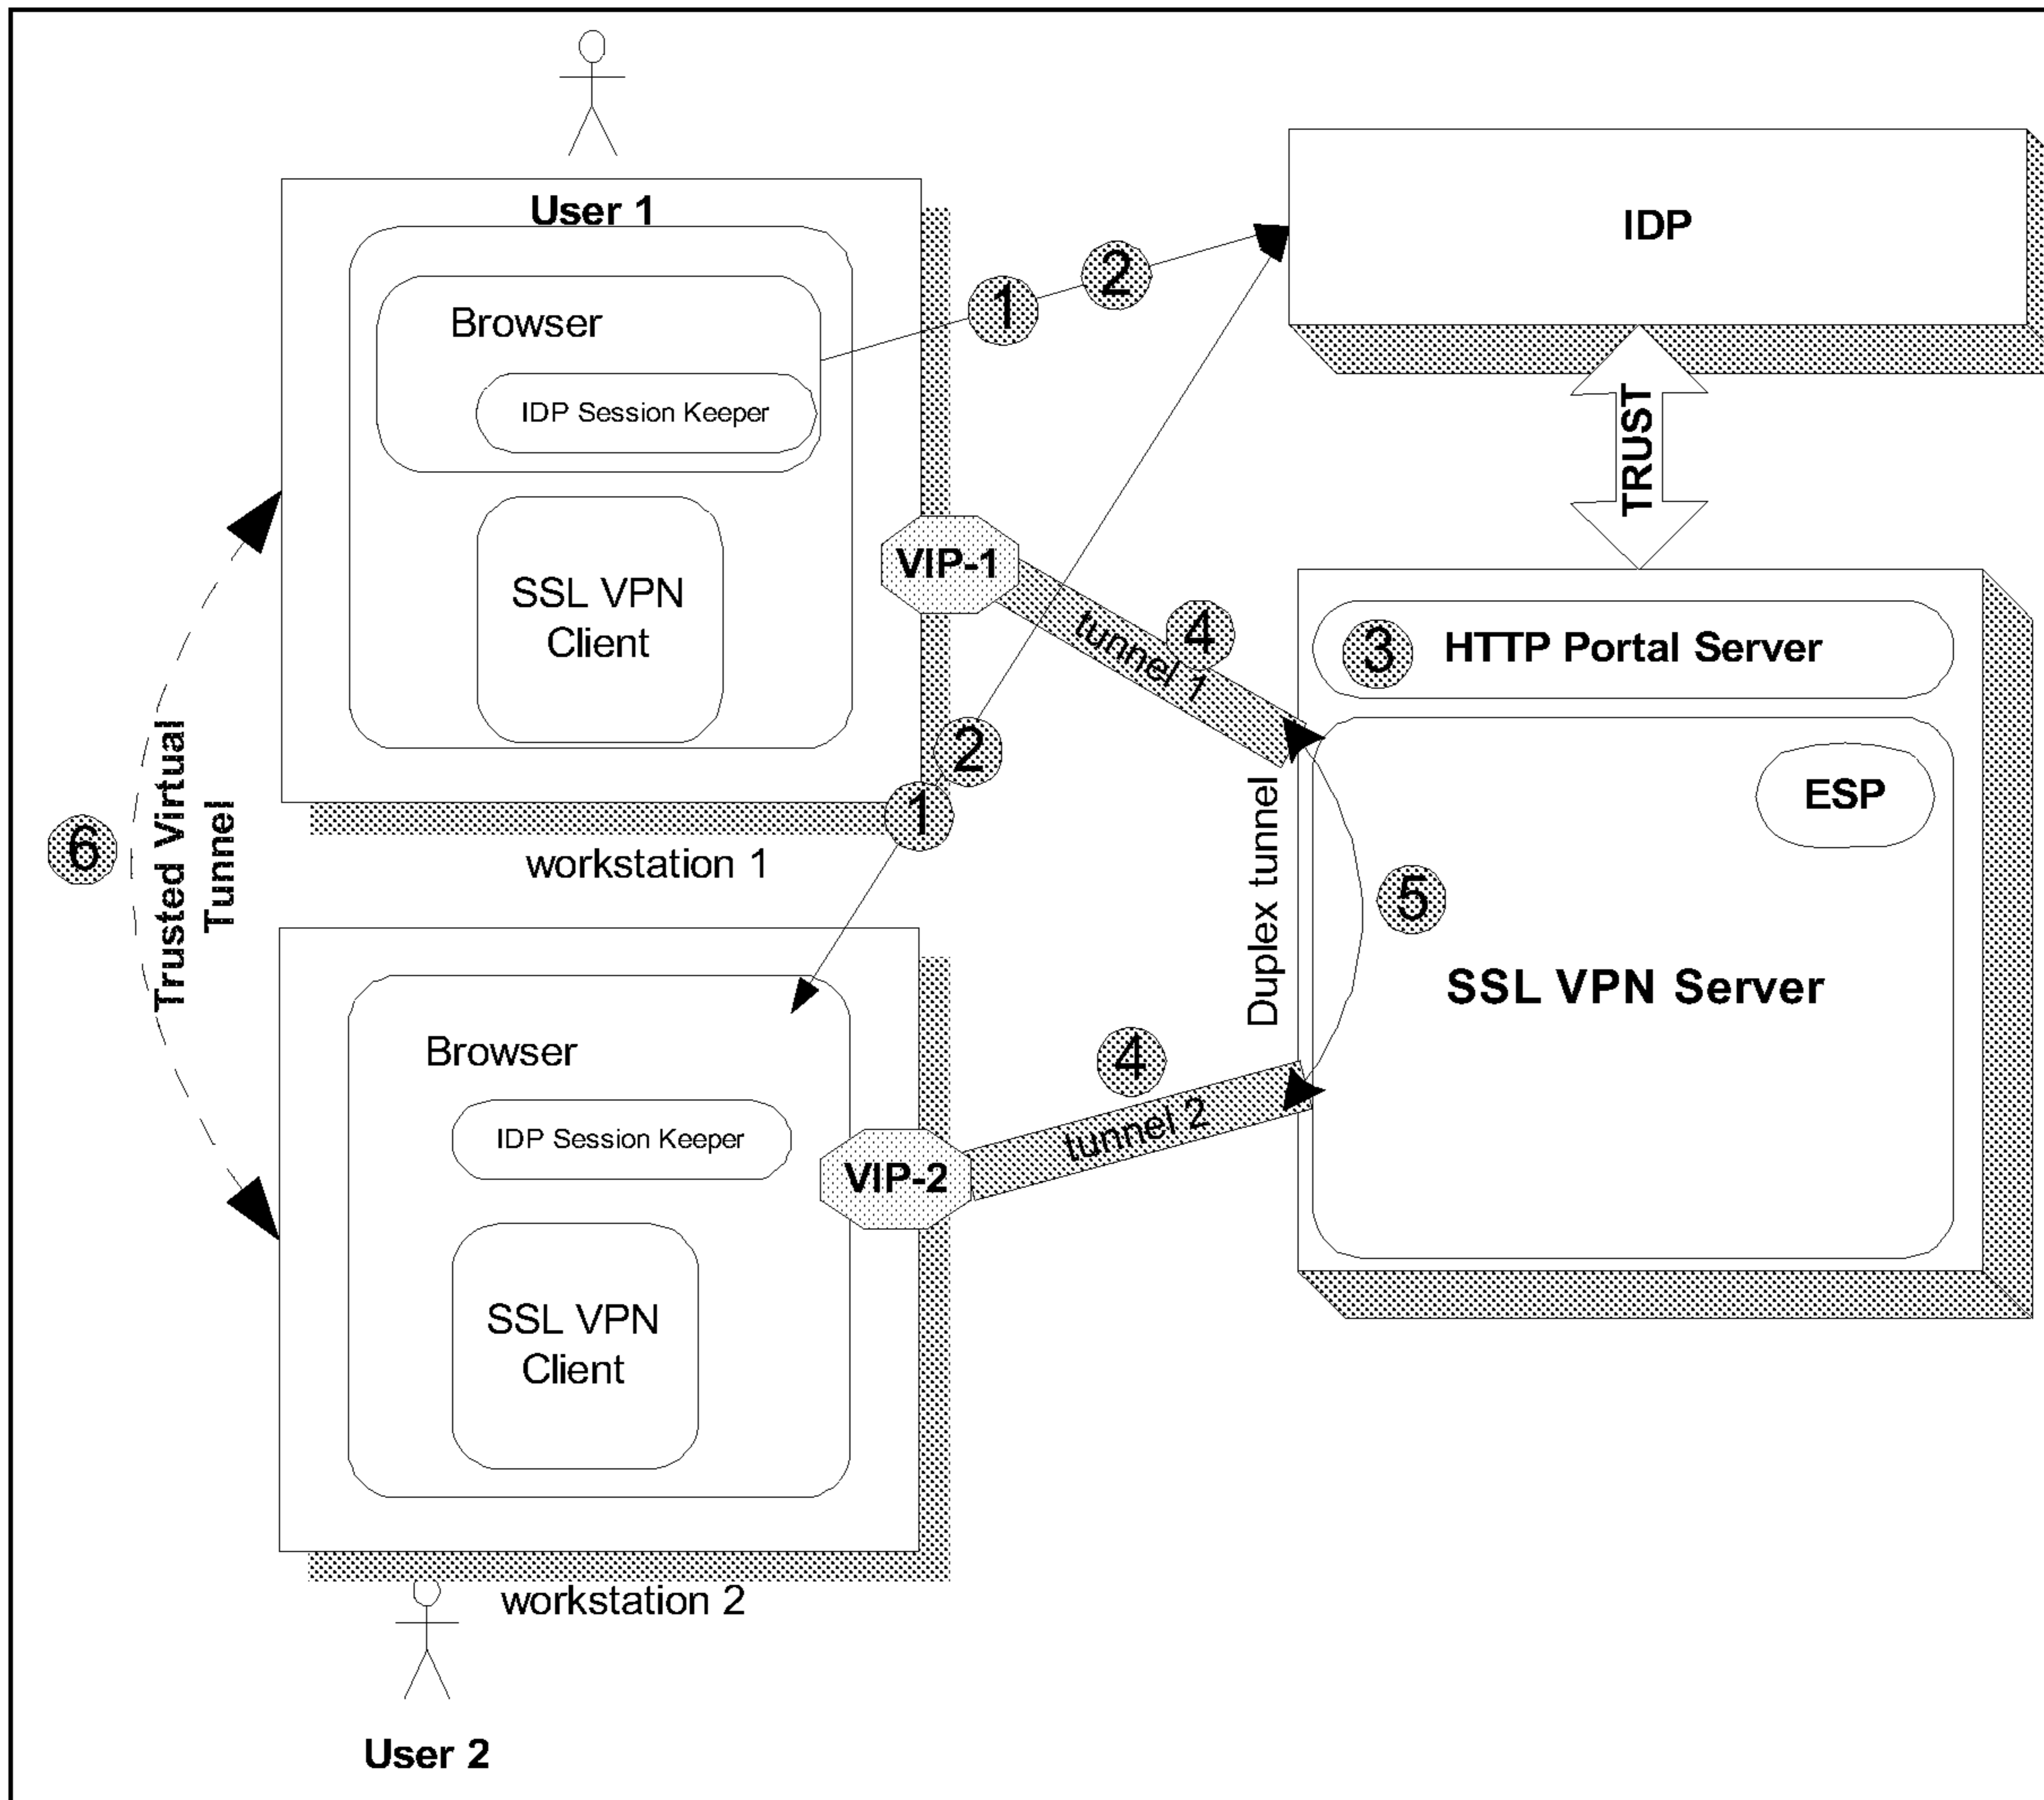 User 1
IDP
Browser
1
2
IDP Session Keeper
TRUST
SSL VPN
Client
VIP-1
tunnel 1
4
3
HTTP Portal Server
2
1
ESP
Duplex tunnel
5
SSL VPN Server
6
Trusted Virtual
Tunnel
workstation 1
Browser
4
IDP Session Keeper
tunnel 2
VIP-2
SSL VPN
Client
workstation 2
User 2